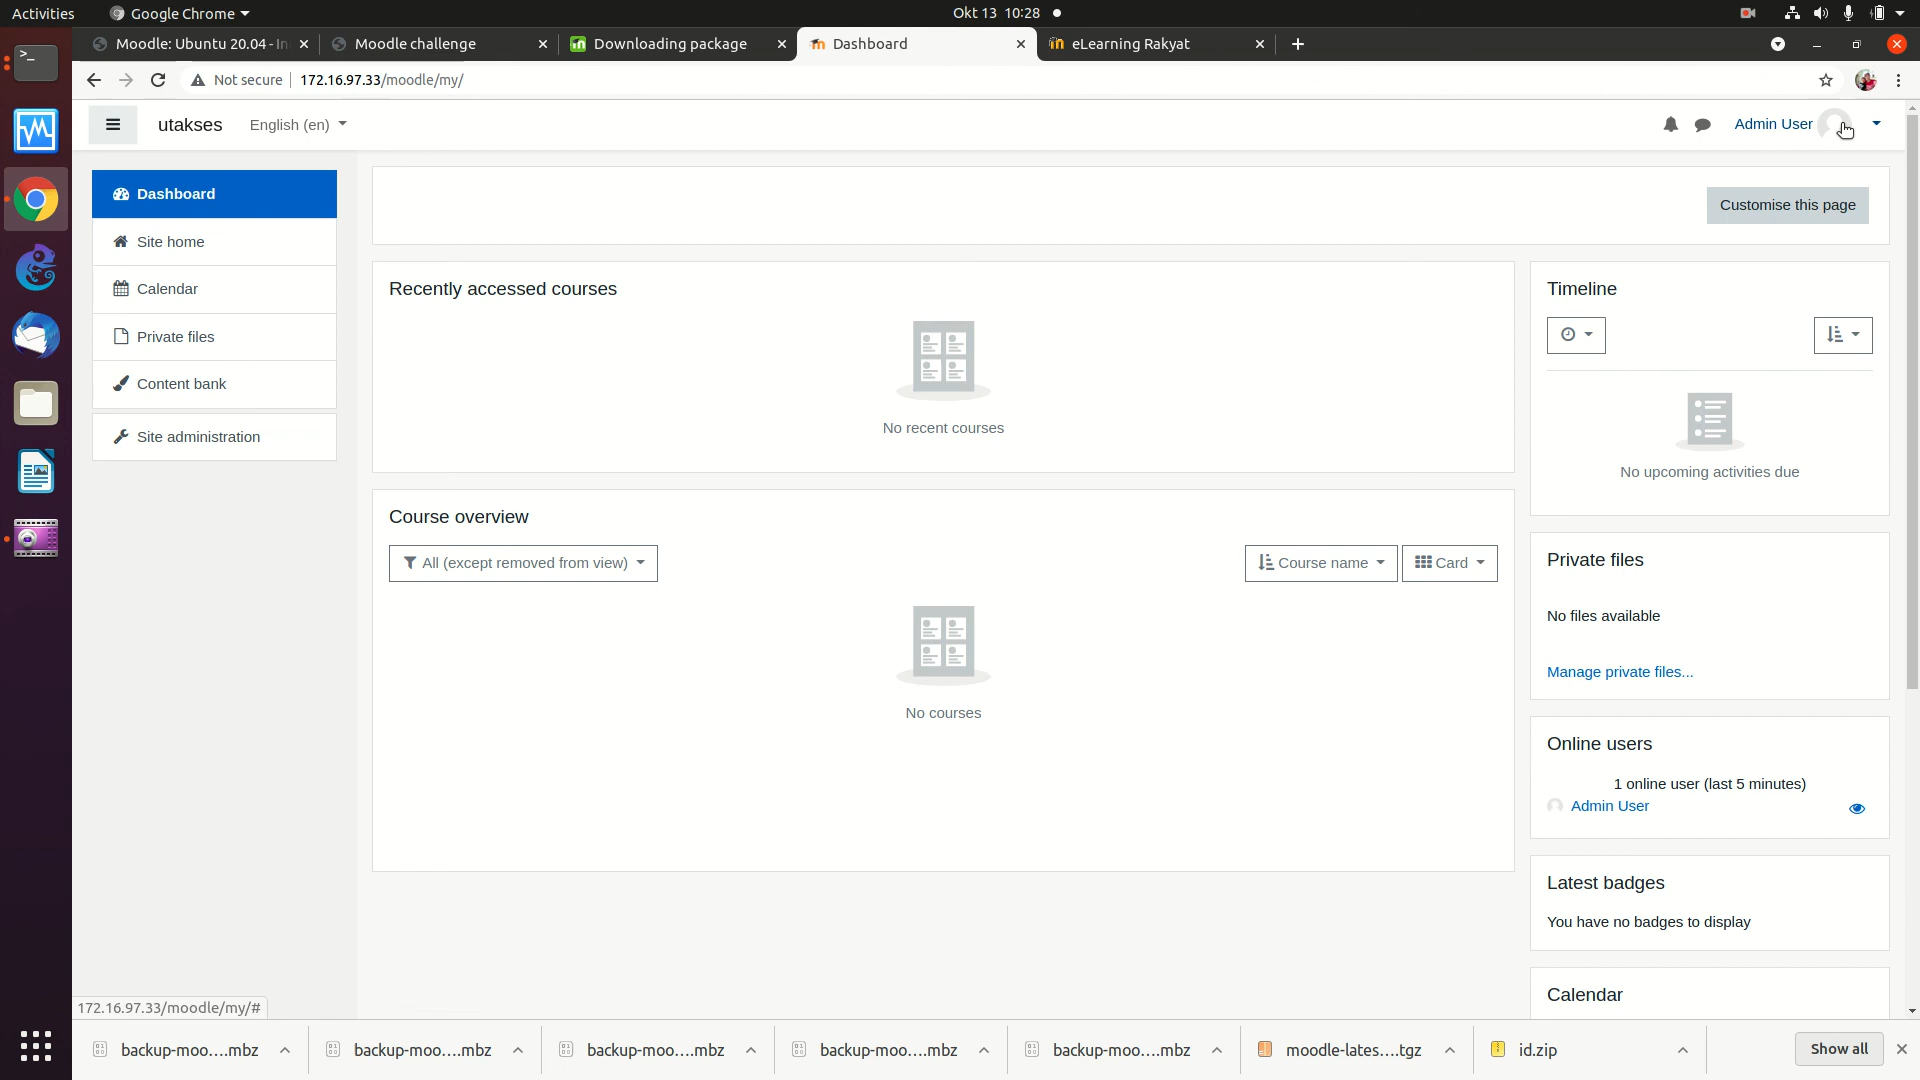 Activities Google Chrome Okt 13 10:28
Moodle: Ubuntu 20.04 - In Moodle challenge Downloading package Dashboard eLearning Rakyat
Not secure 172.16.97.33/moodle/my/
utakses English (en) Admin User
Dashboard
Site home
Calendar
Private files
Content bank
Site administration
Customise this page
Recently accessed courses
No recent courses
Course overview
All (except removed from view) Course name Card
No courses
Timeline
No upcoming activities due
Private files
No files available
Manage private files...
Online users
1 online user (last 5 minutes)
Admin User
Latest badges
You have no badges to display
Calendar
172.16.97.33/moodle/my/#
backup-moo....mbz backup-moo....mbz backup-moo....mbz backup-moo....mbz backup-moo....mbz moodle-lates....tgz id.zip Show all